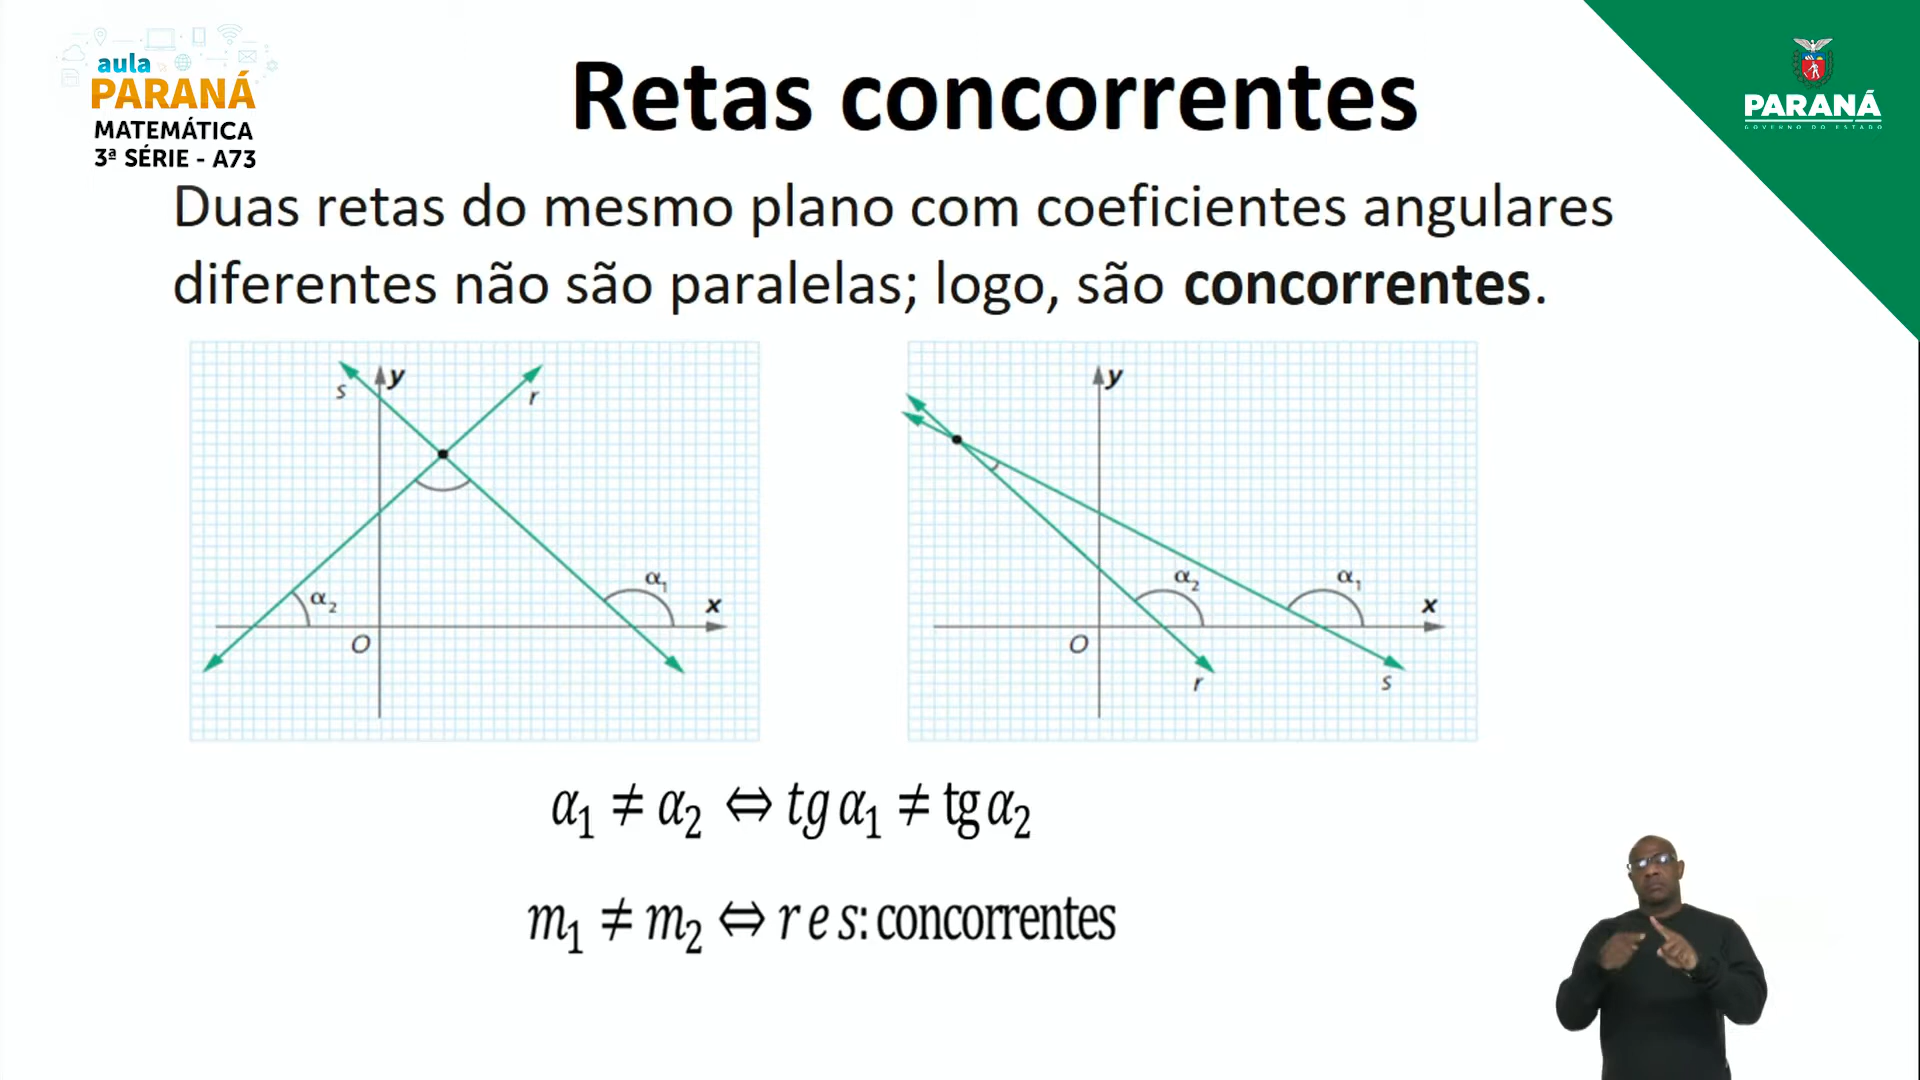 aula
PARANÁ
MATEMÁTICA
3ª SÉRIE - A73
Retas concorrentes
PARANÁ
GOVERNO DO ESTADO
Duas retas do mesmo plano com coeficientes angulares
diferentes não são paralelas; logo, são concorrentes.
s
y
r
α₁
α₂
x
O
y
α₂
α₁
x
O
r
s
α₁ ≠ α₂ ⇔ tg α₁ ≠ tg α₂
m₁ ≠ m₂ ⇔ r e s: concorrentes